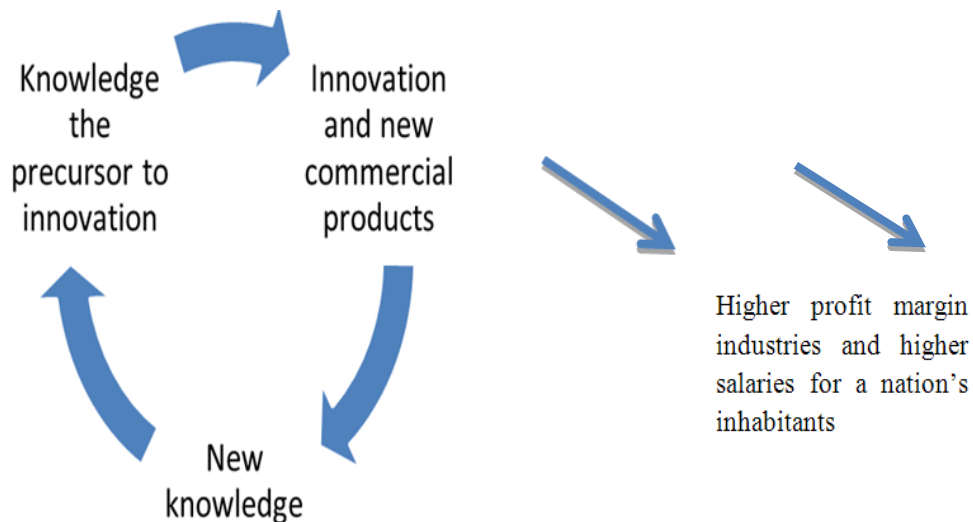 Knowledge
the
precursor to
innovation
Innovation
and new
commercial
products
New
knowledge
Higher profit margin
industries and higher
salaries for a nation’s
inhabitants